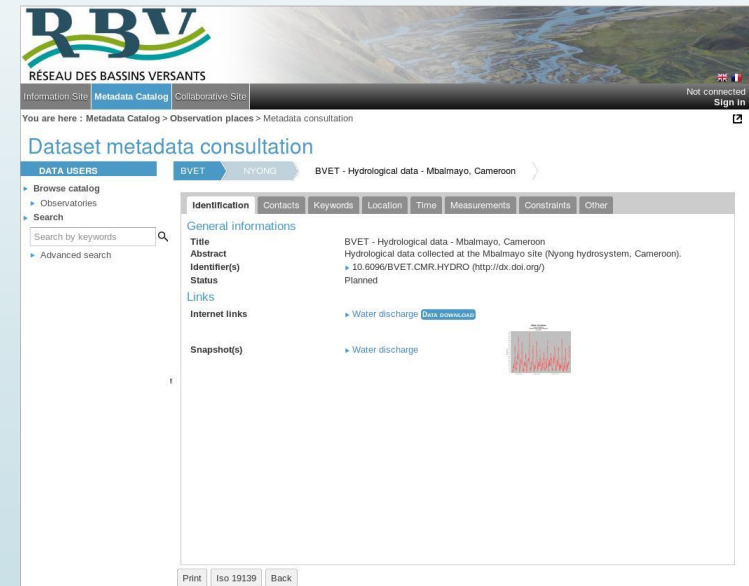 RBV
RÉSEAU DES BASSINS VERSANTS
Information Site Metadata Catalog Collaborative Site
Not connected
Sign in
You are here : Metadata Catalog > Observation places > Metadata consultation
Dataset metadata consultation
DATA USERS
Browse catalog
Observatories
Search
Search by keywords
Advanced search
BVET NYONG BVET - Hydrological data - Mbalmayo, Cameroon
Identification Contacts Keywords Location Time Measurements Constraints Other
General informations
Title BVET - Hydrological data - Mbalmayo, Cameroon
Abstract Hydrological data collected at the Mbalmayo site (Nyong hydrosystem, Cameroon).
Identifier(s) 10.6096/BVET.CMR.HYDRO (http://dx.doi.org/)
Status Planned
Links
Internet links Water discharge DATA DOWNLOAD
Snapshot(s) Water discharge
Print Iso 19139 Back